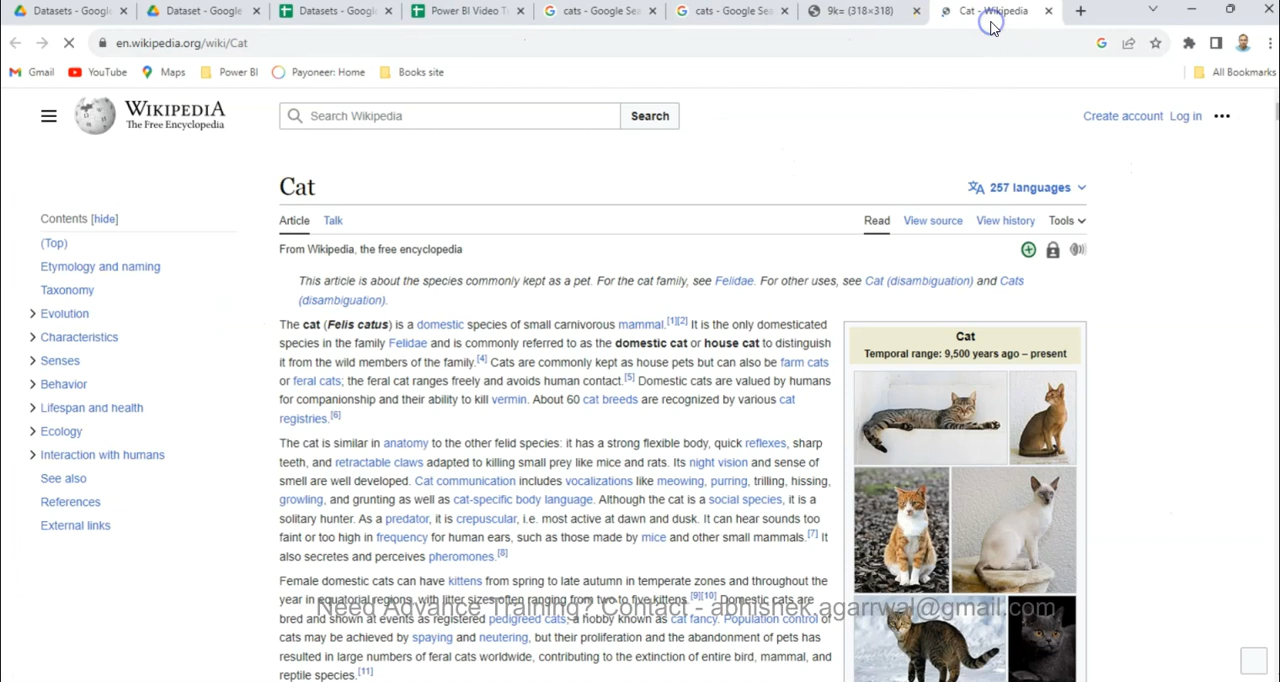 Datasets - Googl
Dataset - Google
Datasets - Googl
Power BI Video T
cats - Google Sea
cats - Google Sea
9k= (318×318)
Cat - Wikipedia
en.wikipedia.org/wiki/Cat
Gmail
YouTube
Maps
Power BI
Payoneer: Home
Books site
All Bookmarks
WIKIPEDIA
The Free Encyclopedia
Search Wikipedia
Search
Create account
Log in
Cat
257 languages
Article
Talk
Read
View source
View history
Tools
From Wikipedia, the free encyclopedia
Contents [hide]
(Top)
Etymology and naming
Taxonomy
Evolution
Characteristics
Senses
Behavior
Lifespan and health
Ecology
Interaction with humans
See also
References
External links
This article is about the species commonly kept as a pet. For the cat family, see Felidae. For other uses, see Cat (disambiguation) and Cats
(disambiguation).
The cat (Felis catus) is a domestic species of small carnivorous mammal.[1][2] It is the only domesticated
species in the family Felidae and is commonly referred to as the domestic cat or house cat to distinguish
it from the wild members of the family.[4] Cats are commonly kept as house pets but can also be farm cats
or feral cats; the feral cat ranges freely and avoids human contact.[5] Domestic cats are valued by humans
for companionship and their ability to kill vermin. About 60 cat breeds are recognized by various cat
registries.[6]
The cat is similar in anatomy to the other felid species: it has a strong flexible body, quick reflexes, sharp
teeth, and retractable claws adapted to killing small prey like mice and rats. Its night vision and sense of
smell are well developed. Cat communication includes vocalizations like meowing, purring, trilling, hissing,
growling, and grunting as well as cat-specific body language. Although the cat is a social species, it is a
solitary hunter. As a predator, it is crepuscular, i.e. most active at dawn and dusk. It can hear sounds too
faint or too high in frequency for human ears, such as those made by mice and other small mammals.[7] It
also secretes and perceives pheromones.[8]
Female domestic cats can have kittens from spring to late autumn in temperate zones and throughout the
year in equatorial regions, with litter sizes often ranging from two to five kittens.[9][10] Domestic cats are
bred and shown at events as registered pedigreed cats, a hobby known as cat fancy. Population control of
cats may be achieved by spaying and neutering, but their proliferation and the abandonment of pets has
resulted in large numbers of feral cats worldwide, contributing to the extinction of entire bird, mammal, and
reptile species.[11]
Cat
Temporal range: 9,500 years ago – present
Need Advance Training? Contact - abhishek.agarrwal@gmail.com